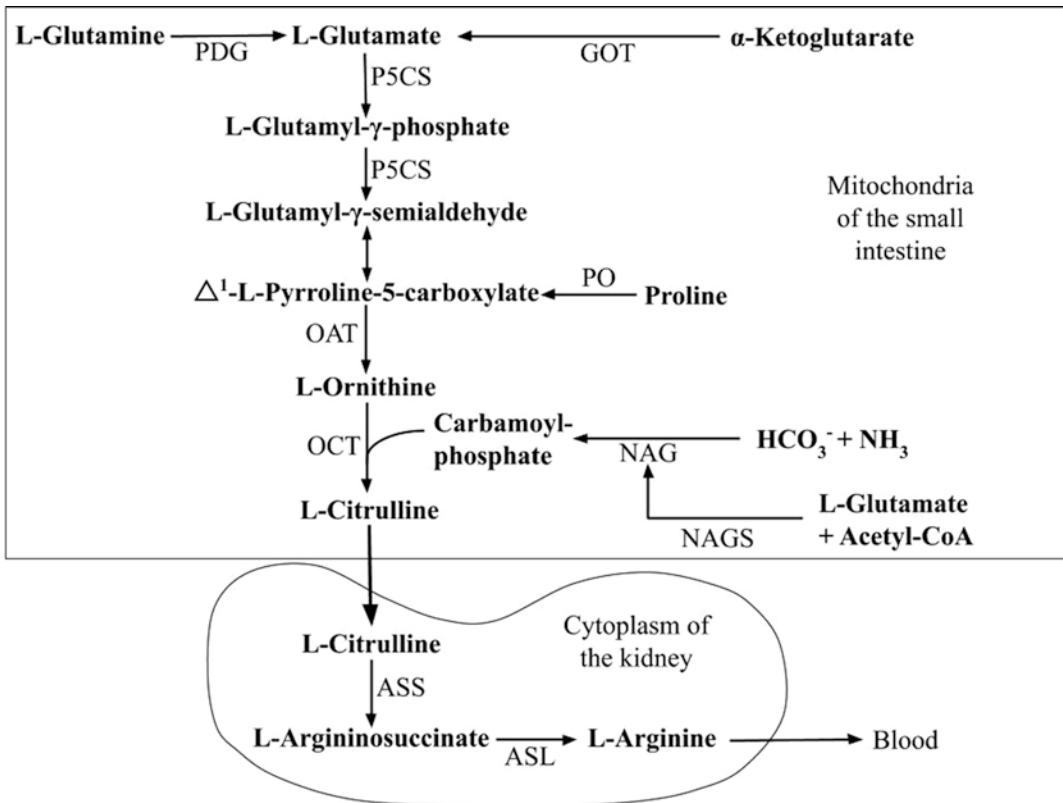 L-Glutamine
PDG
L-Glutamate
GOT
α-Ketoglutarate
P5CS
L-Glutamyl-γ-phosphate
P5CS
L-Glutamyl-γ-semialdehyde
Mitochondria
of the small
intestine
△¹-L-Pyrroline-5-carboxylate
PO
Proline
OAT
L-Ornithine
OCT
Carbamoyl-
phosphate
NAG
HCO₃⁻ + NH₃
L-Citrulline
NAGS
L-Glutamate
+ Acetyl-CoA
L-Citrulline
Cytoplasm of
the kidney
ASS
L-Argininosuccinate
ASL
L-Arginine
Blood